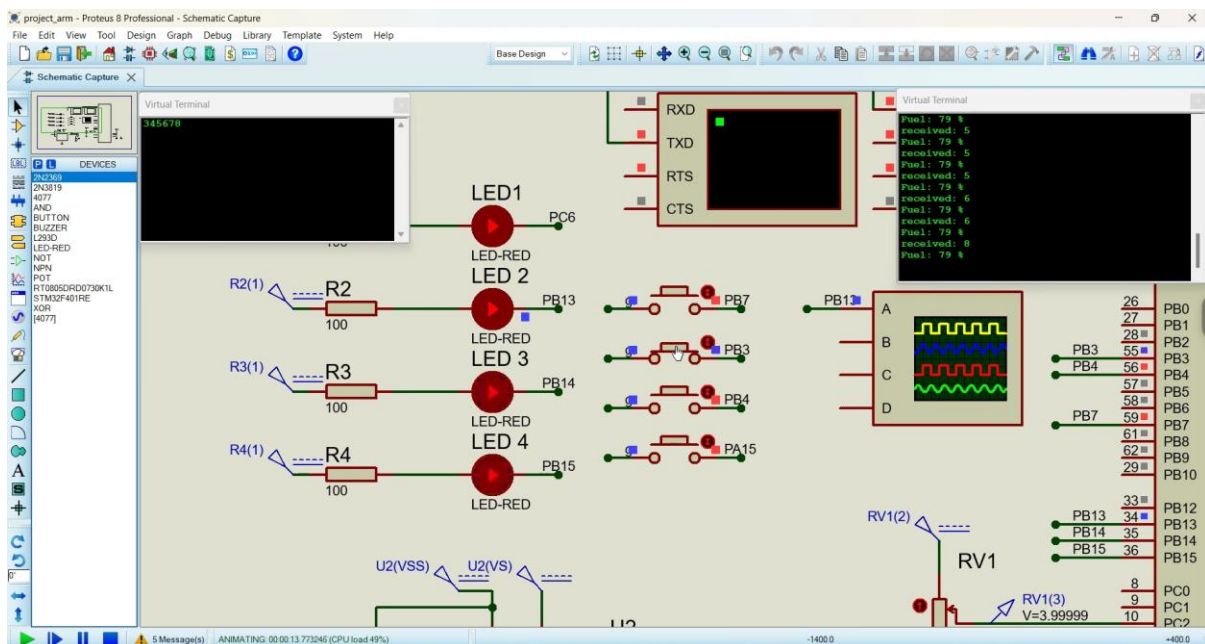 project_arm - Proteus 8 Professional - Schematic Capture
File Edit View Tool Design Graph Debug Library Template System Help
Base Design
Schematic Capture
Virtual Terminal
345678
Virtual Terminal
Fuel: 79 %
received: 5
Fuel: 79 %
received: 5
Fuel: 79 %
received: 5
Fuel: 79 %
received: 6
Fuel: 79 %
received: 6
Fuel: 79 %
received: 8
Fuel: 79 %
P L DEVICES
2N2369
2N3819
4077
AND
BUTTON
BUZZER
L293D
LED-RED
NOT
NPN
POT
RT0805DRD0730K1L
STM32F401RE
XOR
[4077]
RXD
TXD
RTS
CTS
LED1
PC6
100
LED-RED
R2(1)
R2
100
LED 2
PB13
LED-RED
R3(1)
R3
100
LED 3
PB14
LED-RED
R4(1)
R4
100
LED 4
PB15
LED-RED
g PB7
g PB3
g PB4
g PA15
PB13
A
B
C
D
26 PB0
27 PB1
28 PB2
PB3 55 PB3
PB4 56 PB4
57 PB5
58 PB6
PB7 59 PB7
61 PB8
62 PB9
29 PB10
33 PB12
PB13 34 PB13
PB14 35 PB14
PB15 36 PB15
8 PC0
9 PC1
10 PC2
RV1(2)
RV1
RV1(3)
V=3.99999
U2(VSS)
U2(VS)
U2
0°
5 Message(s)
ANIMATING: 00:00:13.773246 (CPU load 49%)
-1400.0
+400.0